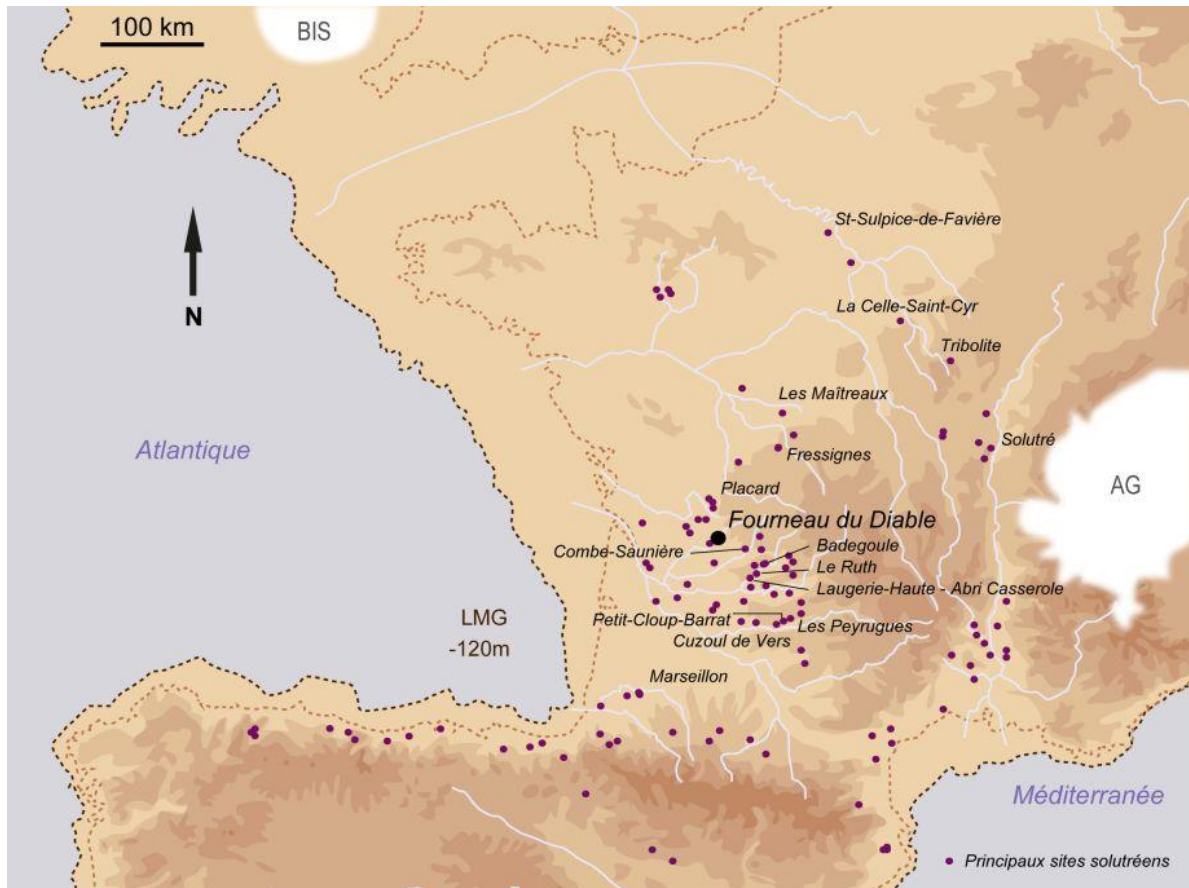 100 km
BIS
N
St-Sulpice-de-Favière
La Celle-Saint-Cyr
Tribolite
Les Maîtreaux
Atlantique
Solutré
Fressignes
AG
Placard
Fourneau du Diable
Combe-Saunière
Badegoule
Le Ruth
Laugerie-Haute - Abri Casserole
LMG
-120m
Petit-Cloup-Barrat
Les Peyrugues
Cuzoul de Vers
Marseillon
Méditerranée
Principaux sites solutréens